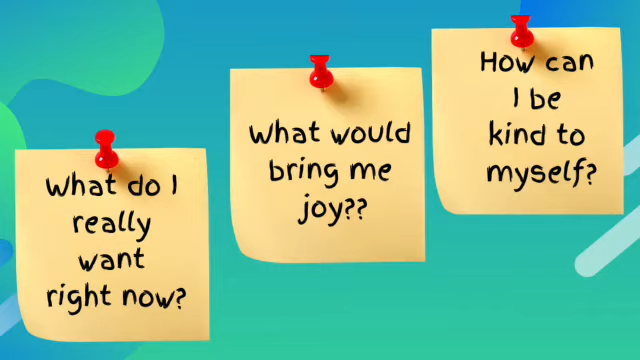 What do I
really
want
right now?
What would
bring me
joy??
How can
I be
kind to
myself?